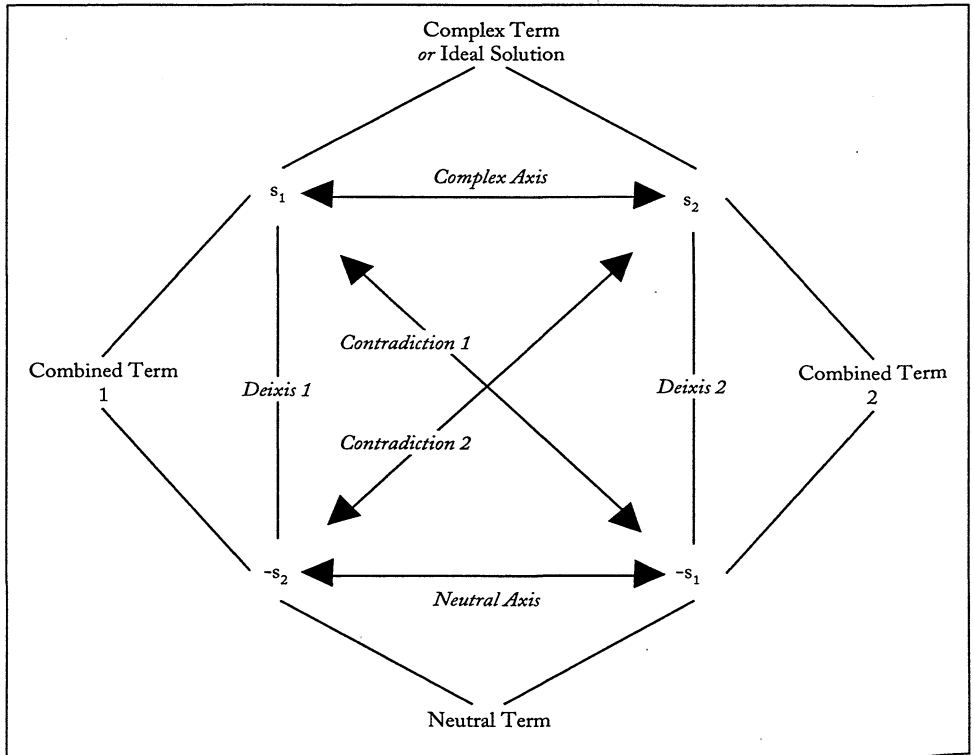 Complex Term
or Ideal Solution
Complex Axis
s₁
s₂
Contradiction 1
Combined Term
1
Deixis 1
Deixis 2
Combined Term
2
Contradiction 2
-s₂
-s₁
Neutral Axis
Neutral Term